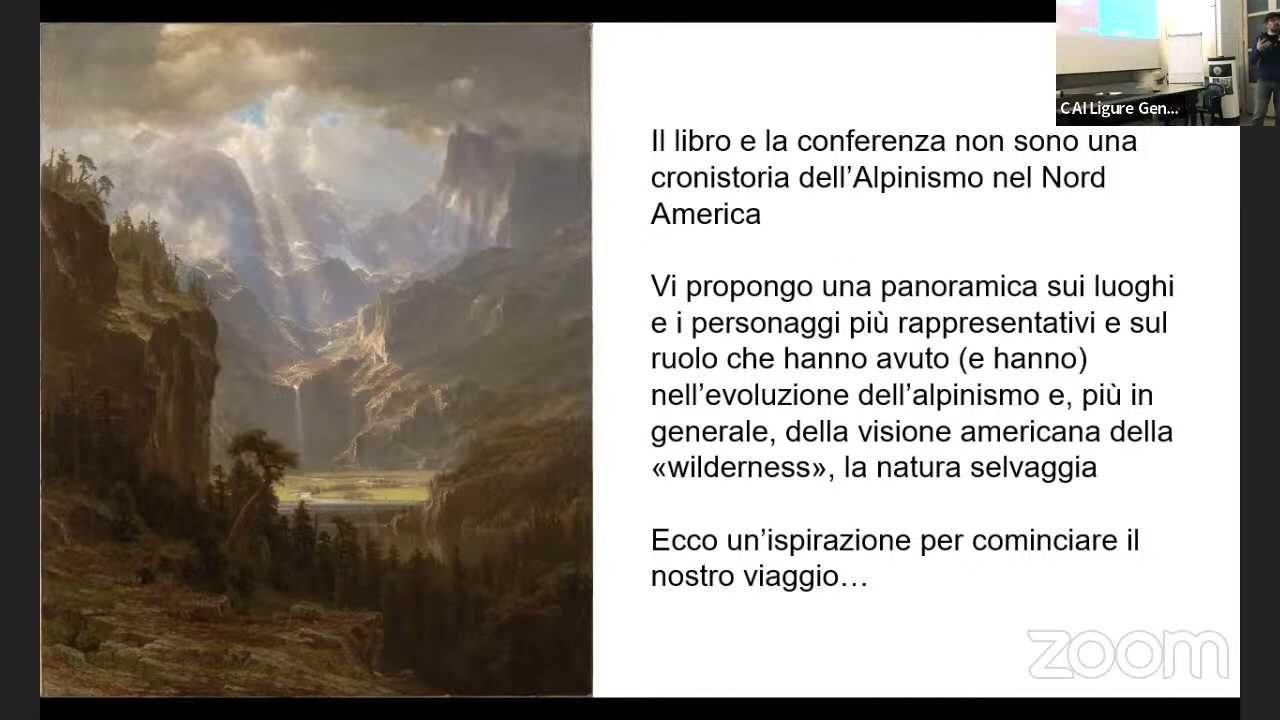 CAI Ligure Gen...
Il libro e la conferenza non sono una
cronistoria dell’Alpinismo nel Nord
America
Vi propongo una panoramica sui luoghi
e i personaggi più rappresentativi e sul
ruolo che hanno avuto (e hanno)
nell’evoluzione dell’alpinismo e, più in
generale, della visione americana della
«wilderness», la natura selvaggia
Ecco un’ispirazione per cominciare il
nostro viaggio…
zoom